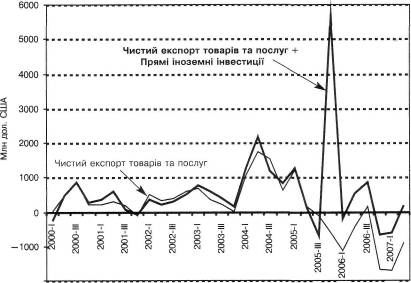 6000
5000
4000
3000
2000
1000
0
−1000
Млн дол. США
Чистий експорт товарів та послуг +
Прямі іноземні інвестиції
Чистий експорт товарів та послуг
2000-I
2000-III
2001-I
2001-III
2002-I
2002-III
2003-I
2003-III
2004-I
2004-III
2005-I
2005-II
2006-I
2006-III
2007-I